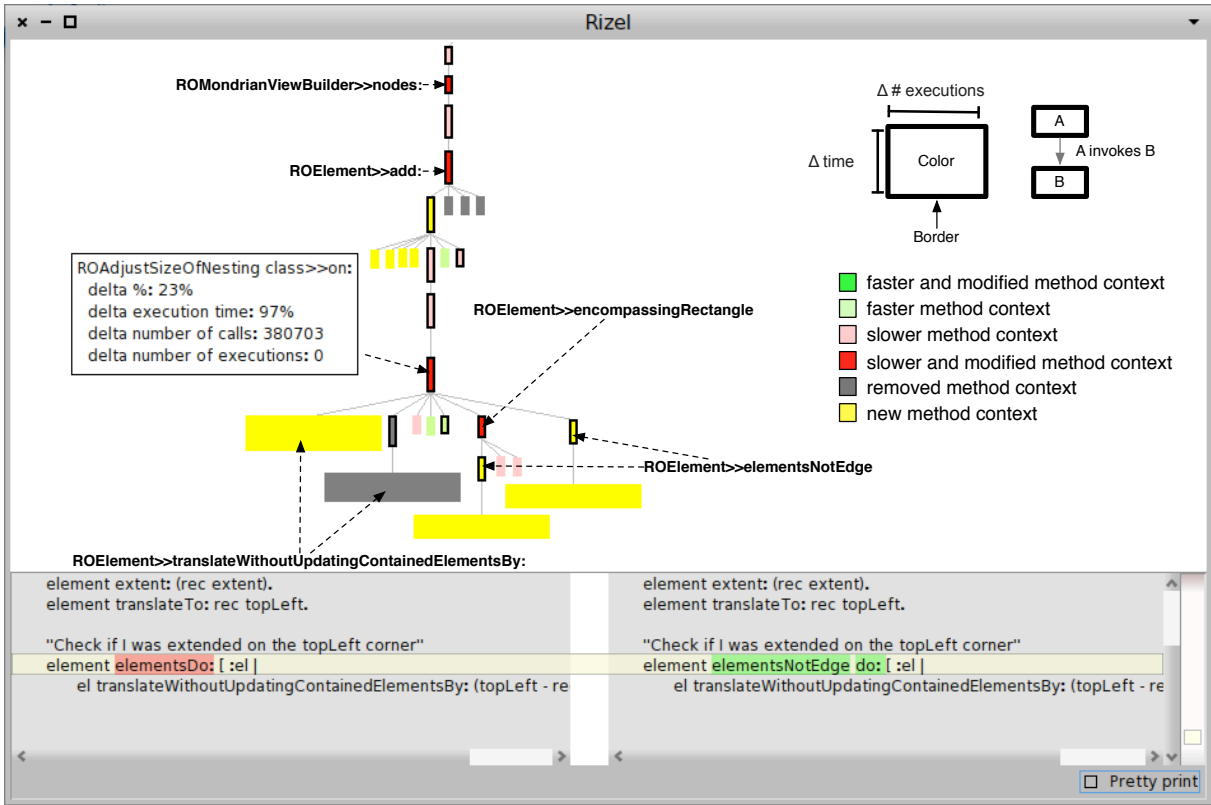 Rizel
ROMondrianViewBuilder>>nodes:
ROElement>>add:
Δ # executions
Δ time
Color
Border
A
A invokes B
B
ROAdjustSizeOfNesting class>>on:
delta %: 23%
delta execution time: 97%
delta number of calls: 380703
delta number of executions: 0
ROElement>>encompassingRectangle
faster and modified method context
faster method context
slower method context
slower and modified method context
removed method context
new method context
ROElement>>elementsNotEdge
ROElement>>translateWithoutUpdatingContainedElementsBy:
element extent: (rec extent).
element translateTo: rec topLeft.
"Check if I was extended on the topLeft corner"
element elementsDo: [ :el |
el translateWithoutUpdatingContainedElementsBy: (topLeft - re
element extent: (rec extent).
element translateTo: rec topLeft.
"Check if I was extended on the topLeft corner"
element elementsNotEdge do: [ :el |
el translateWithoutUpdatingContainedElementsBy: (topLeft - re
Pretty print